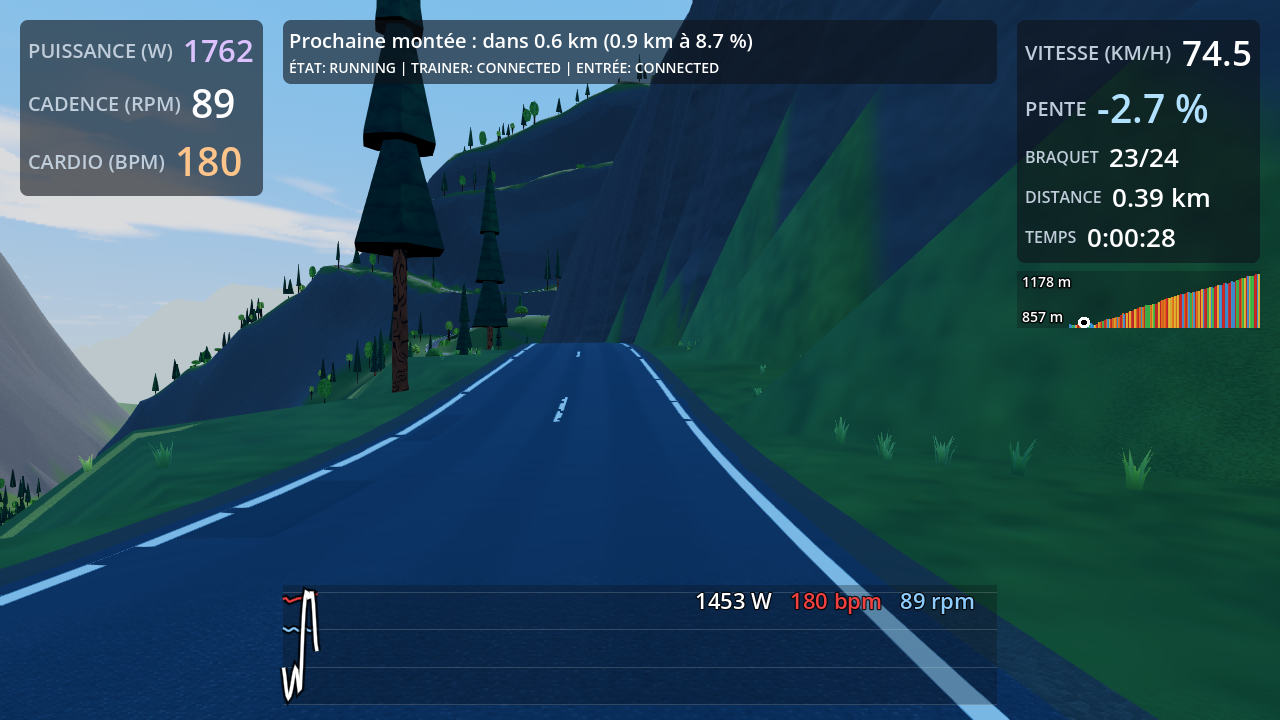 PUISSANCE (W) 1762
CADENCE (RPM) 89
CARDIO (BPM) 180
Prochaine montée : dans 0.6 km (0.9 km à 8.7 %)
ÉTAT: RUNNING | TRAINER: CONNECTED | ENTRÉE: CONNECTED
VITESSE (KM/H) 74.5
PENTE -2.7 %
BRAQUET 23/24
DISTANCE 0.39 km
TEMPS 0:00:28
1178 m
857 m
1453 W 180 bpm 89 rpm